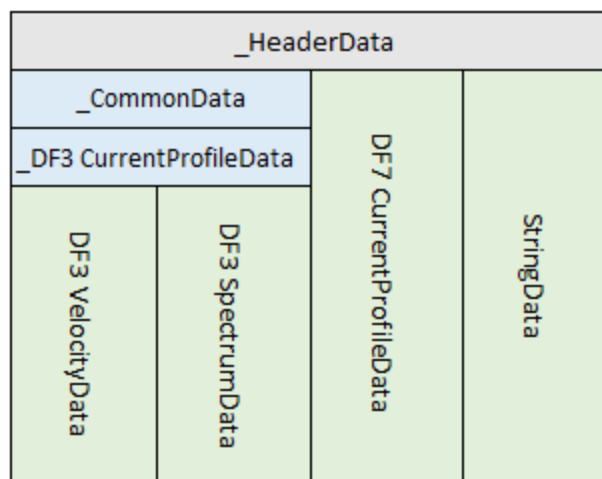 _HeaderData
_CommonData
_DF3 CurrentProfileData
DF3 VelocityData
DF3 SpectrumData
DF7 CurrentProfileData
StringData